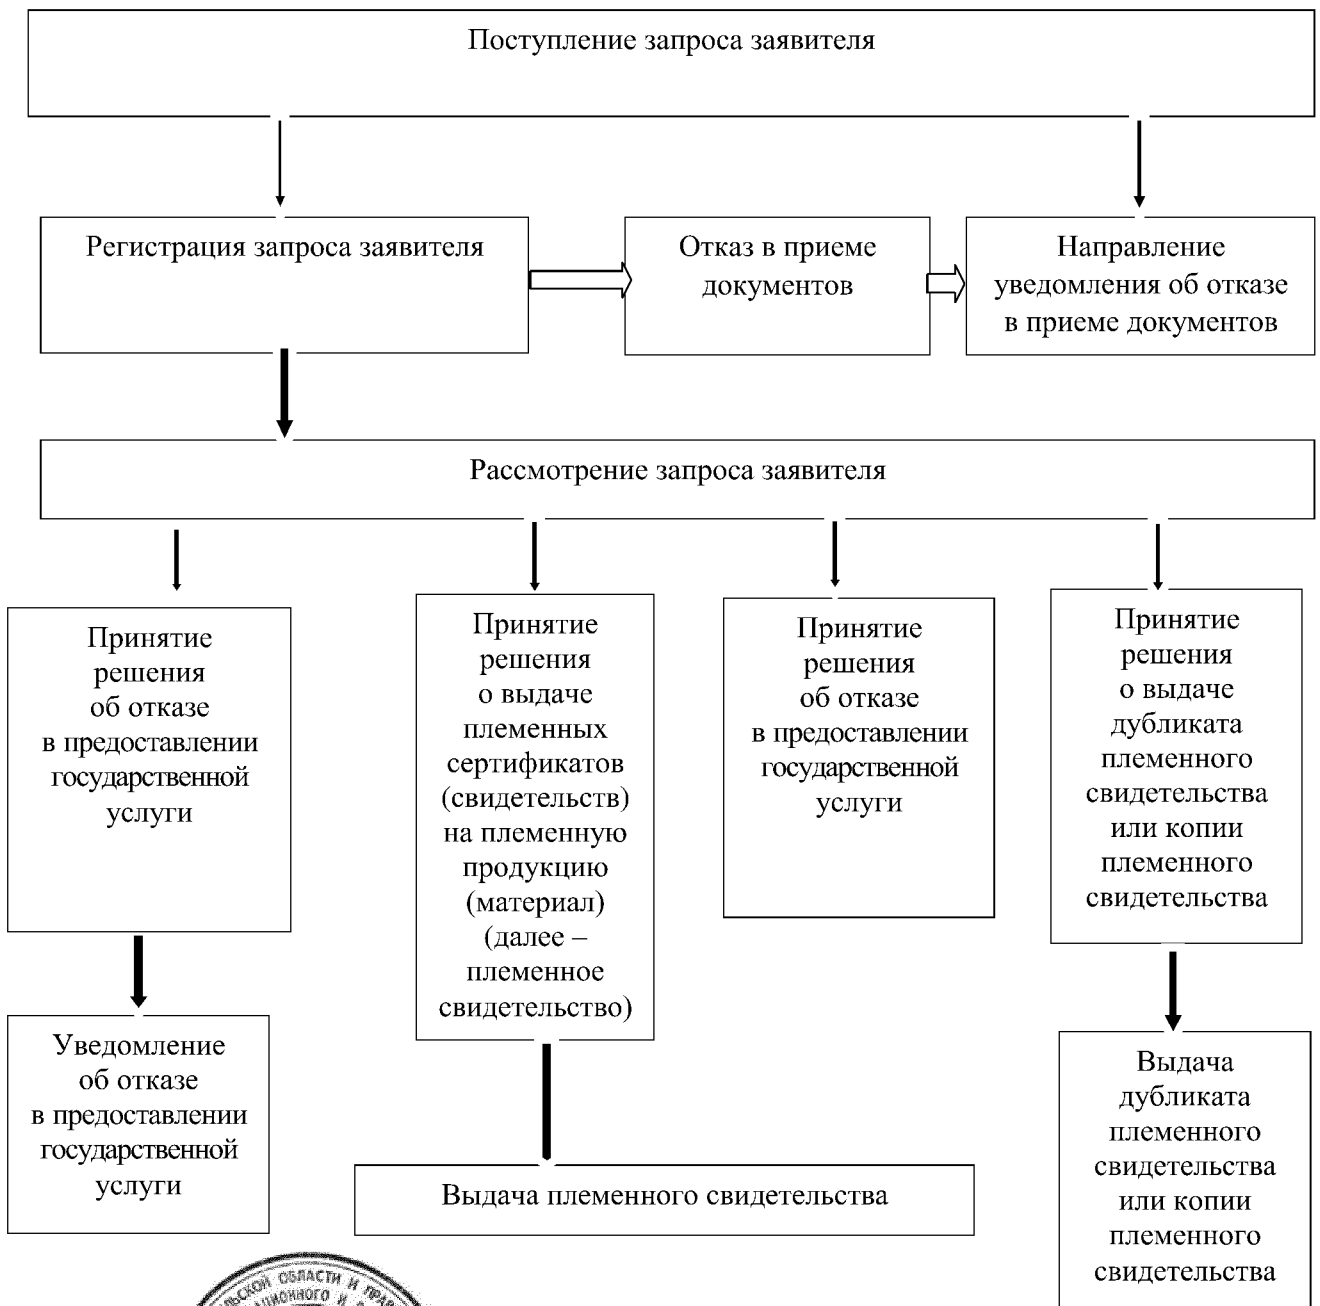 Поступление запроса заявителя
Регистрация запроса заявителя
Отказ в приеме
документов
Направление
уведомления об отказе
в приеме документов
Рассмотрение запроса заявителя
Принятие
решения
об отказе
в предоставлении
государственной
услуги
Принятие
решения
о выдаче
племенных
сертификатов
(свидетельств)
на племенную
продукцию
(материал)
(далее –
племенное
свидетельство)
Принятие
решения
об отказе
в предоставлении
государственной
услуги
Принятие
решения
о выдаче
дубликата
племенного
свидетельства
или копии
племенного
свидетельства
Уведомление
об отказе
в предоставлении
государственной
услуги
Выдача племенного свидетельства
Выдача
дубликата
племенного
свидетельства
или копии
племенного
свидетельства
ОБЛАСТИ И